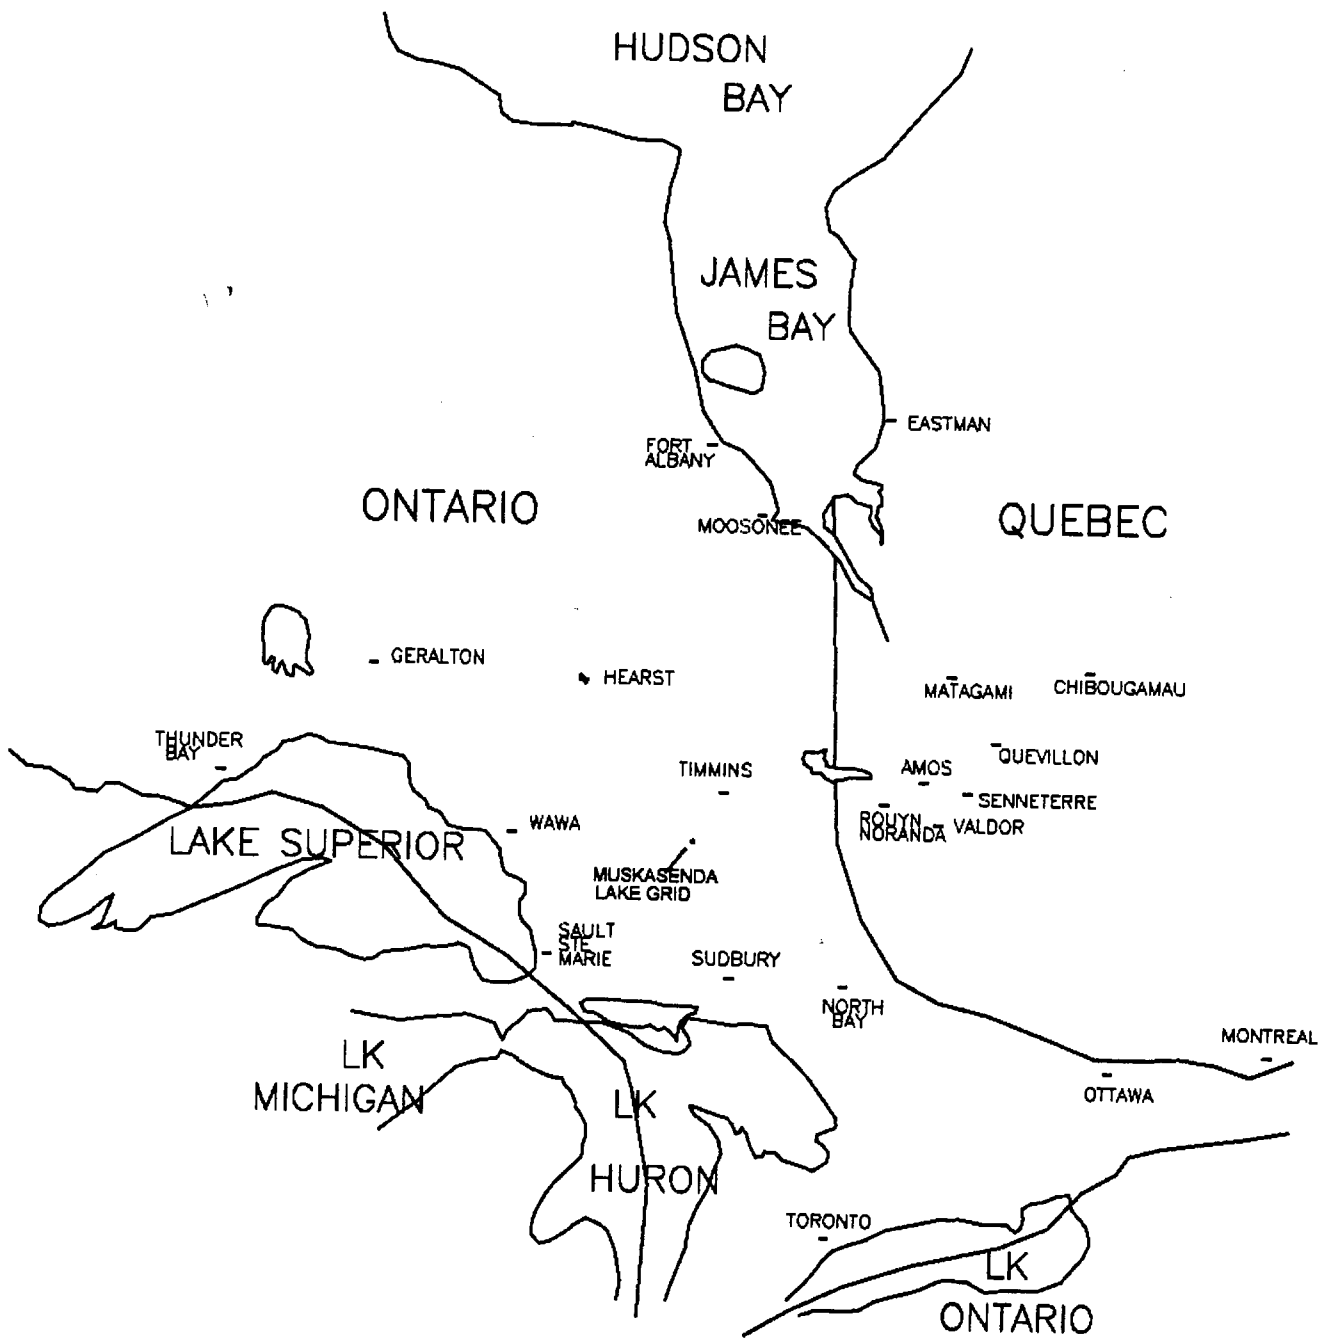 HUDSON
BAY
JAMES
BAY
EASTMAN
FORT
ALBANY
ONTARIO
MOOSONEE
QUEBEC
GERALTON
HEARST
MATAGAMI
CHIBOUGAMAU
THUNDER
BAY
TIMMINS
AMOS
QUEVILLON
SENNETERRE
ROUYN
NORANDA
VALDOR
LAKE SUPERIOR
WAWA
MUSKASENDA
LAKE GRID
SAULT
STE
MARIE
SUDBURY
NORTH
BAY
MONTREAL
OTTAWA
LK
MICHIGAN
LK
HURON
TORONTO
LK
ONTARIO